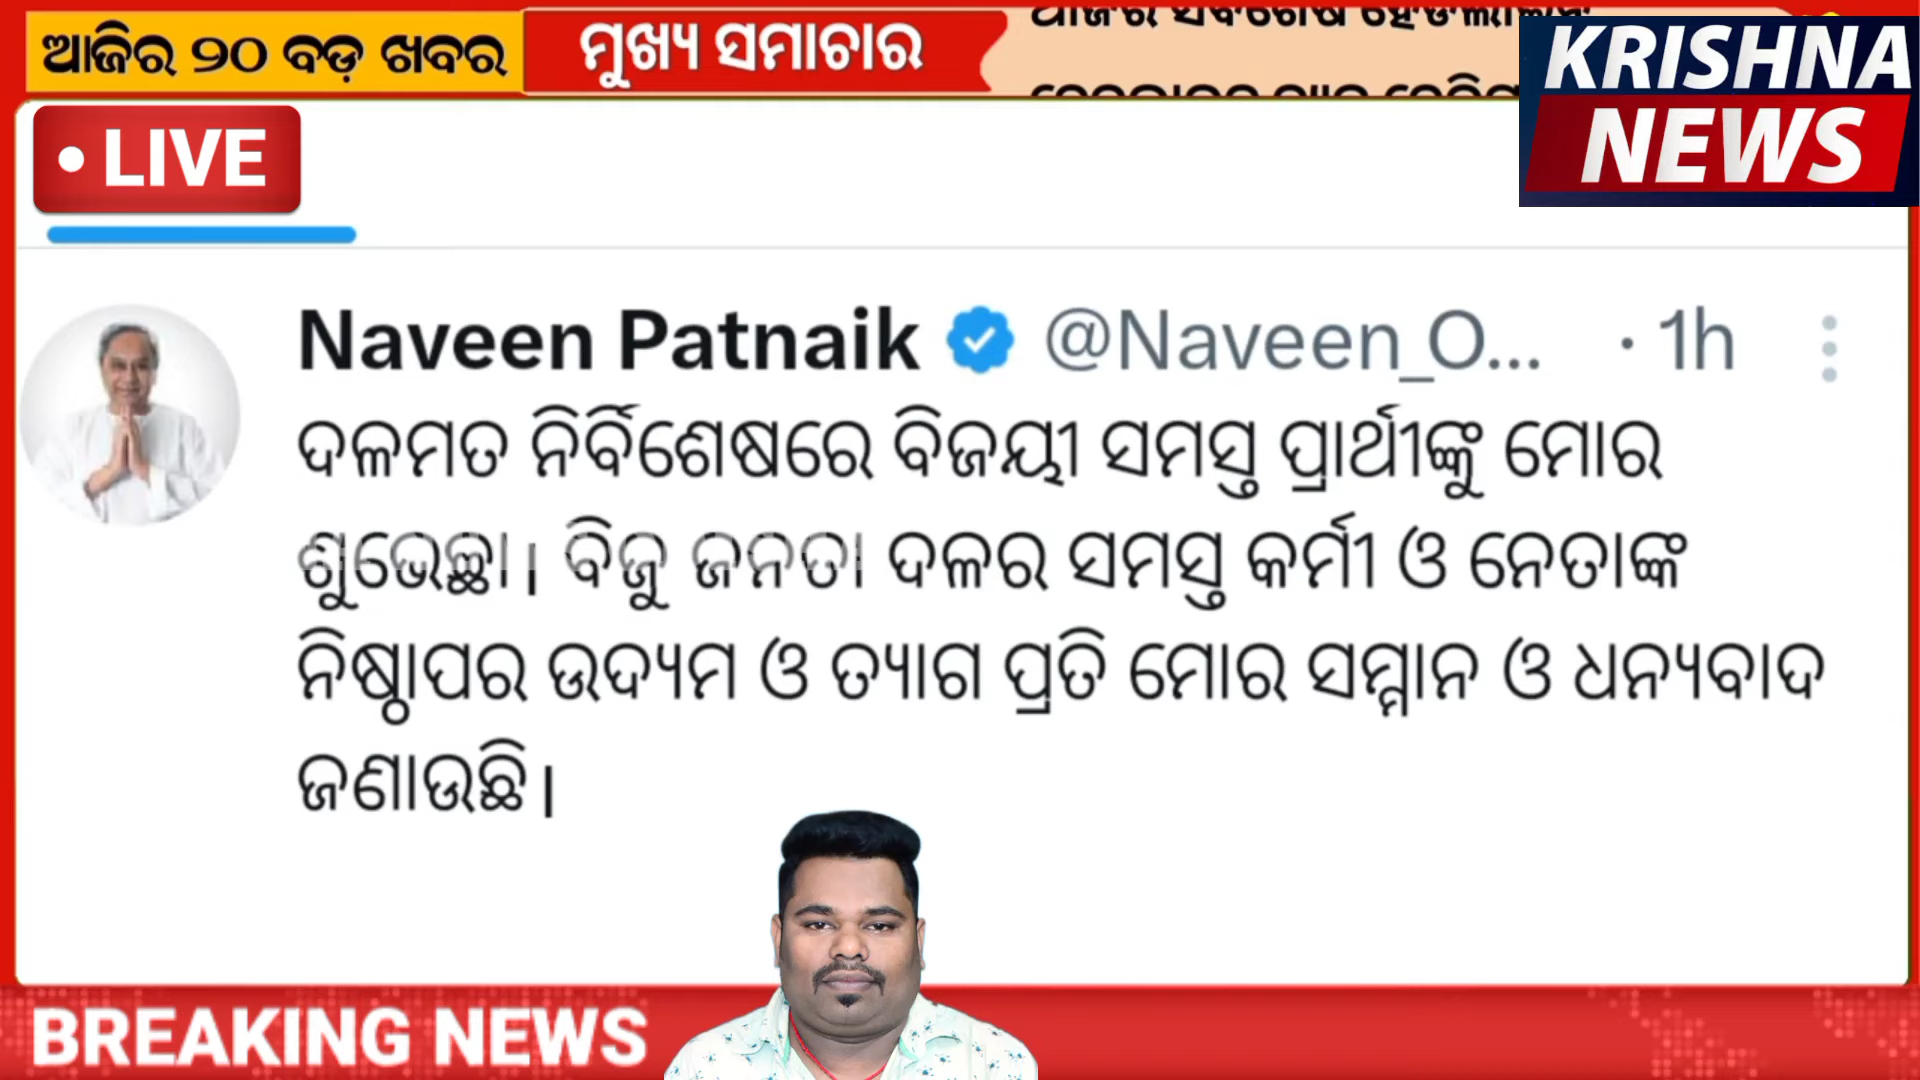 ଆଜିର ୨୦ ବଡ଼ ଖବର
ମୁଖ୍ୟ ସମାଚାର
KRISHNA
NEWS
• LIVE
Naveen Patnaik @Naveen_O... · 1h
ଦଳମତ ନିର୍ବିଶେଷରେ ବିଜୟୀ ସମସ୍ତ ପ୍ରାର୍ଥୀଙ୍କୁ ମୋର
ଶୁଭେଚ୍ଛା। ବିଜୁ ଜନତା ଦଳର ସମସ୍ତ କର୍ମୀ ଓ ନେତାଙ୍କ
ନିଷ୍ଠାପର ଉଦ୍ୟମ ଓ ତ୍ୟାଗ ପ୍ରତି ମୋର ସମ୍ମାନ ଓ ଧନ୍ୟବାଦ
ଜଣାଉଛି।
BREAKING NEWS